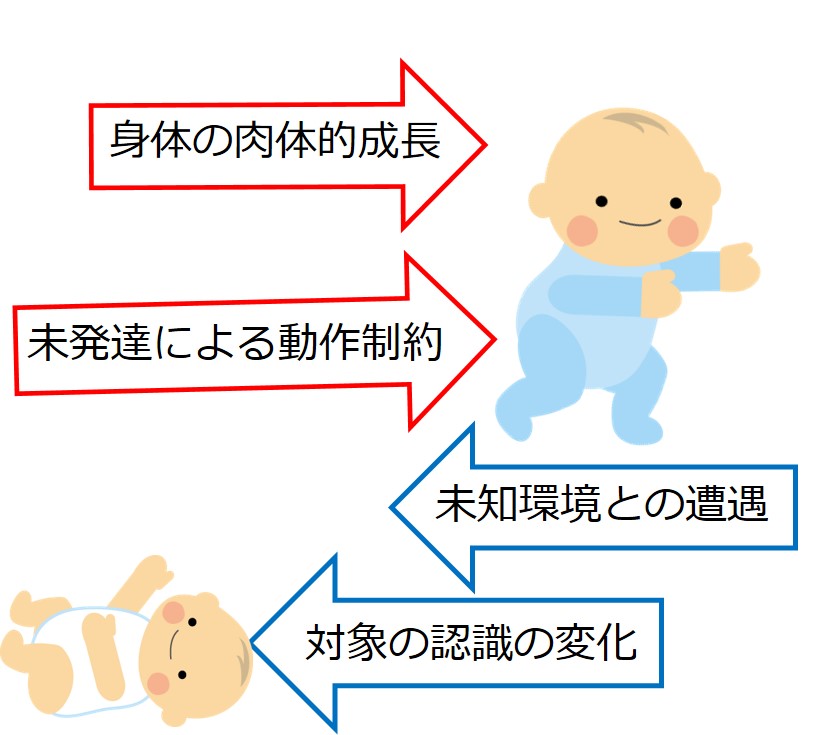 身体の肉体的成長
未発達による動作制約
未知環境との遭遇
対象の認識の変化